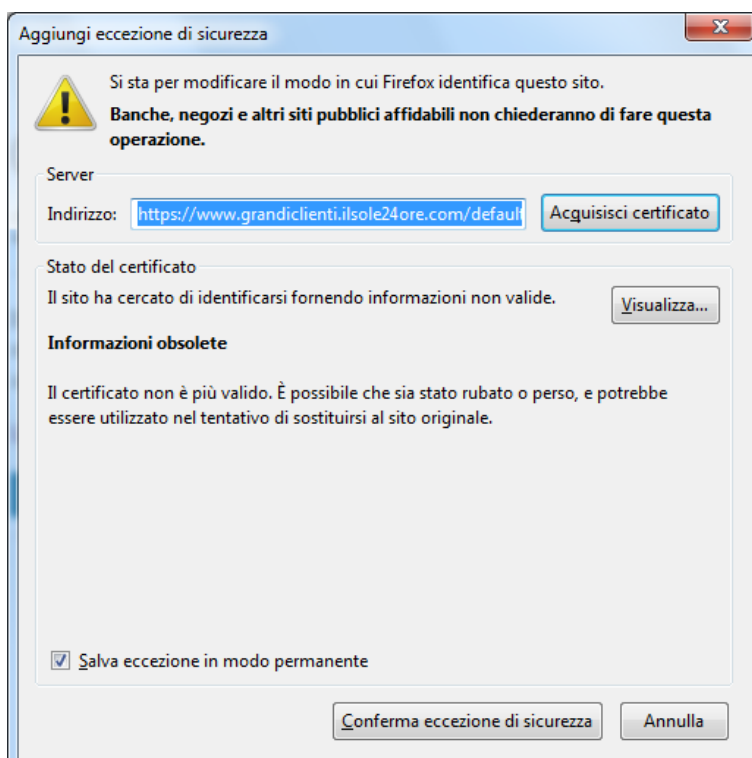 Aggiungi eccezione di sicurezza
Si sta per modificare il modo in cui Firefox identifica questo sito.
Banche, negozi e altri siti pubblici affidabili non chiederanno di fare questa
operazione.
Server
Indirizzo: https://www.grandiclienti.ilsole24ore.com/default Acquisisci certificato
Stato del certificato
Il sito ha cercato di identificarsi fornendo informazioni non valide. Visualizza...
Informazioni obsolete
Il certificato non è più valido. È possibile che sia stato rubato o perso, e potrebbe
essere utilizzato nel tentativo di sostituirsi al sito originale.
Salva eccezione in modo permanente
Conferma eccezione di sicurezza Annulla